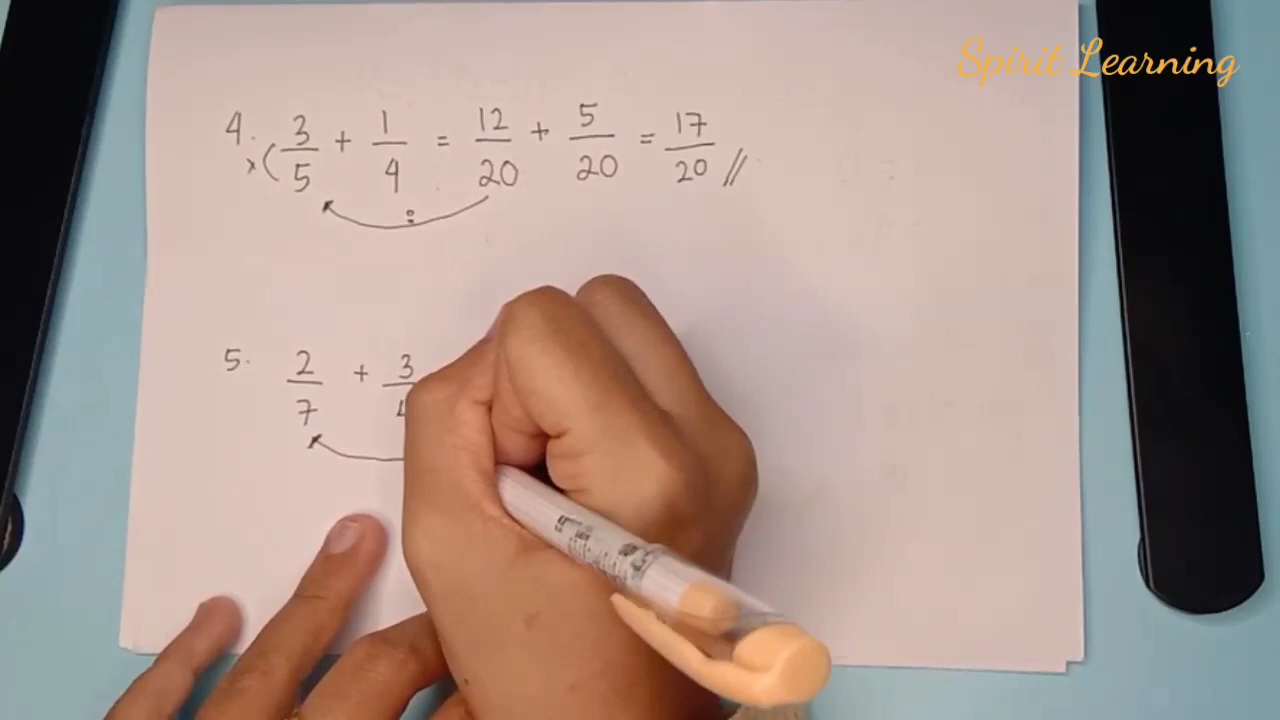 Spirit Learning
4. 3/5 + 1/4 = 12/20 + 5/20 = 17/20 //
×( :
5. 2/7 + 3/